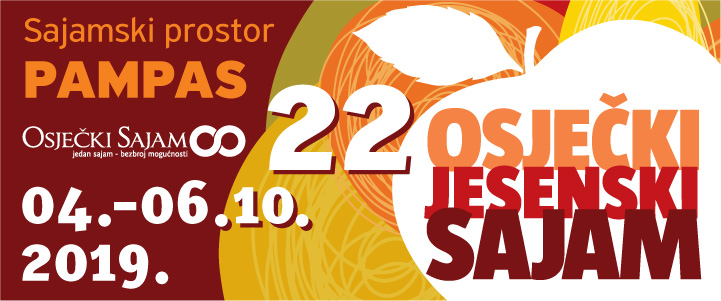 Sajamski prostor
PAMPAS
OSJEČKI SAJAM
jedan sajam - bezbroj mogućnosti
04.-06.10.
2019.
22
OSJEČKI
JESENSKI
SAJAM